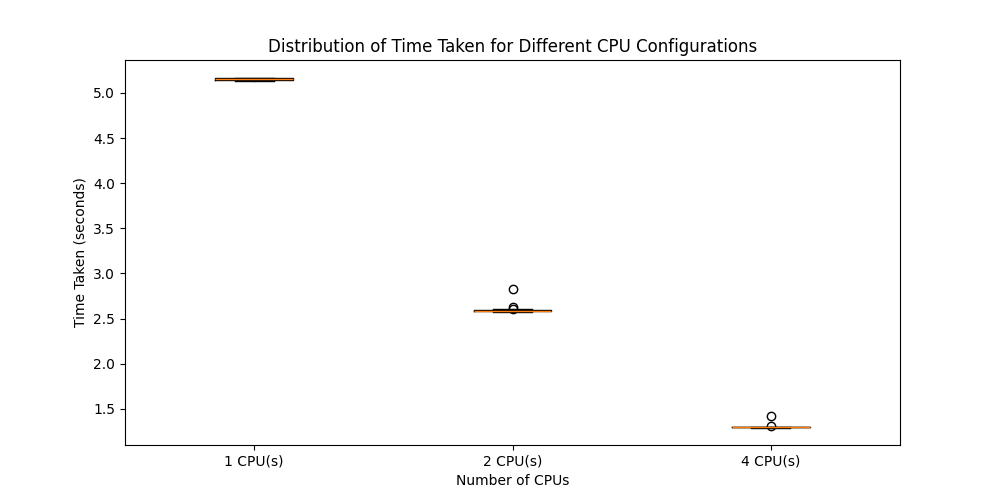 Distribution of Time Taken for Different CPU Configurations
Time Taken (seconds)
5.0
4.5
4.0
3.5
3.0
2.5
2.0
1.5
1 CPU(s)
2 CPU(s)
4 CPU(s)
Number of CPUs